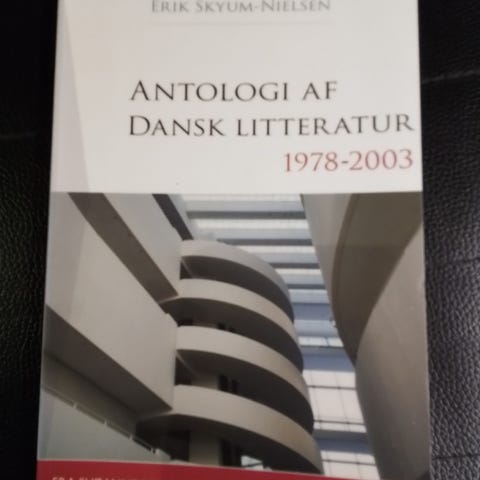 ERIK SKYUM-NIELSEN
ANTOLOGI AF
DANSK LITTERATUR
1978-2003